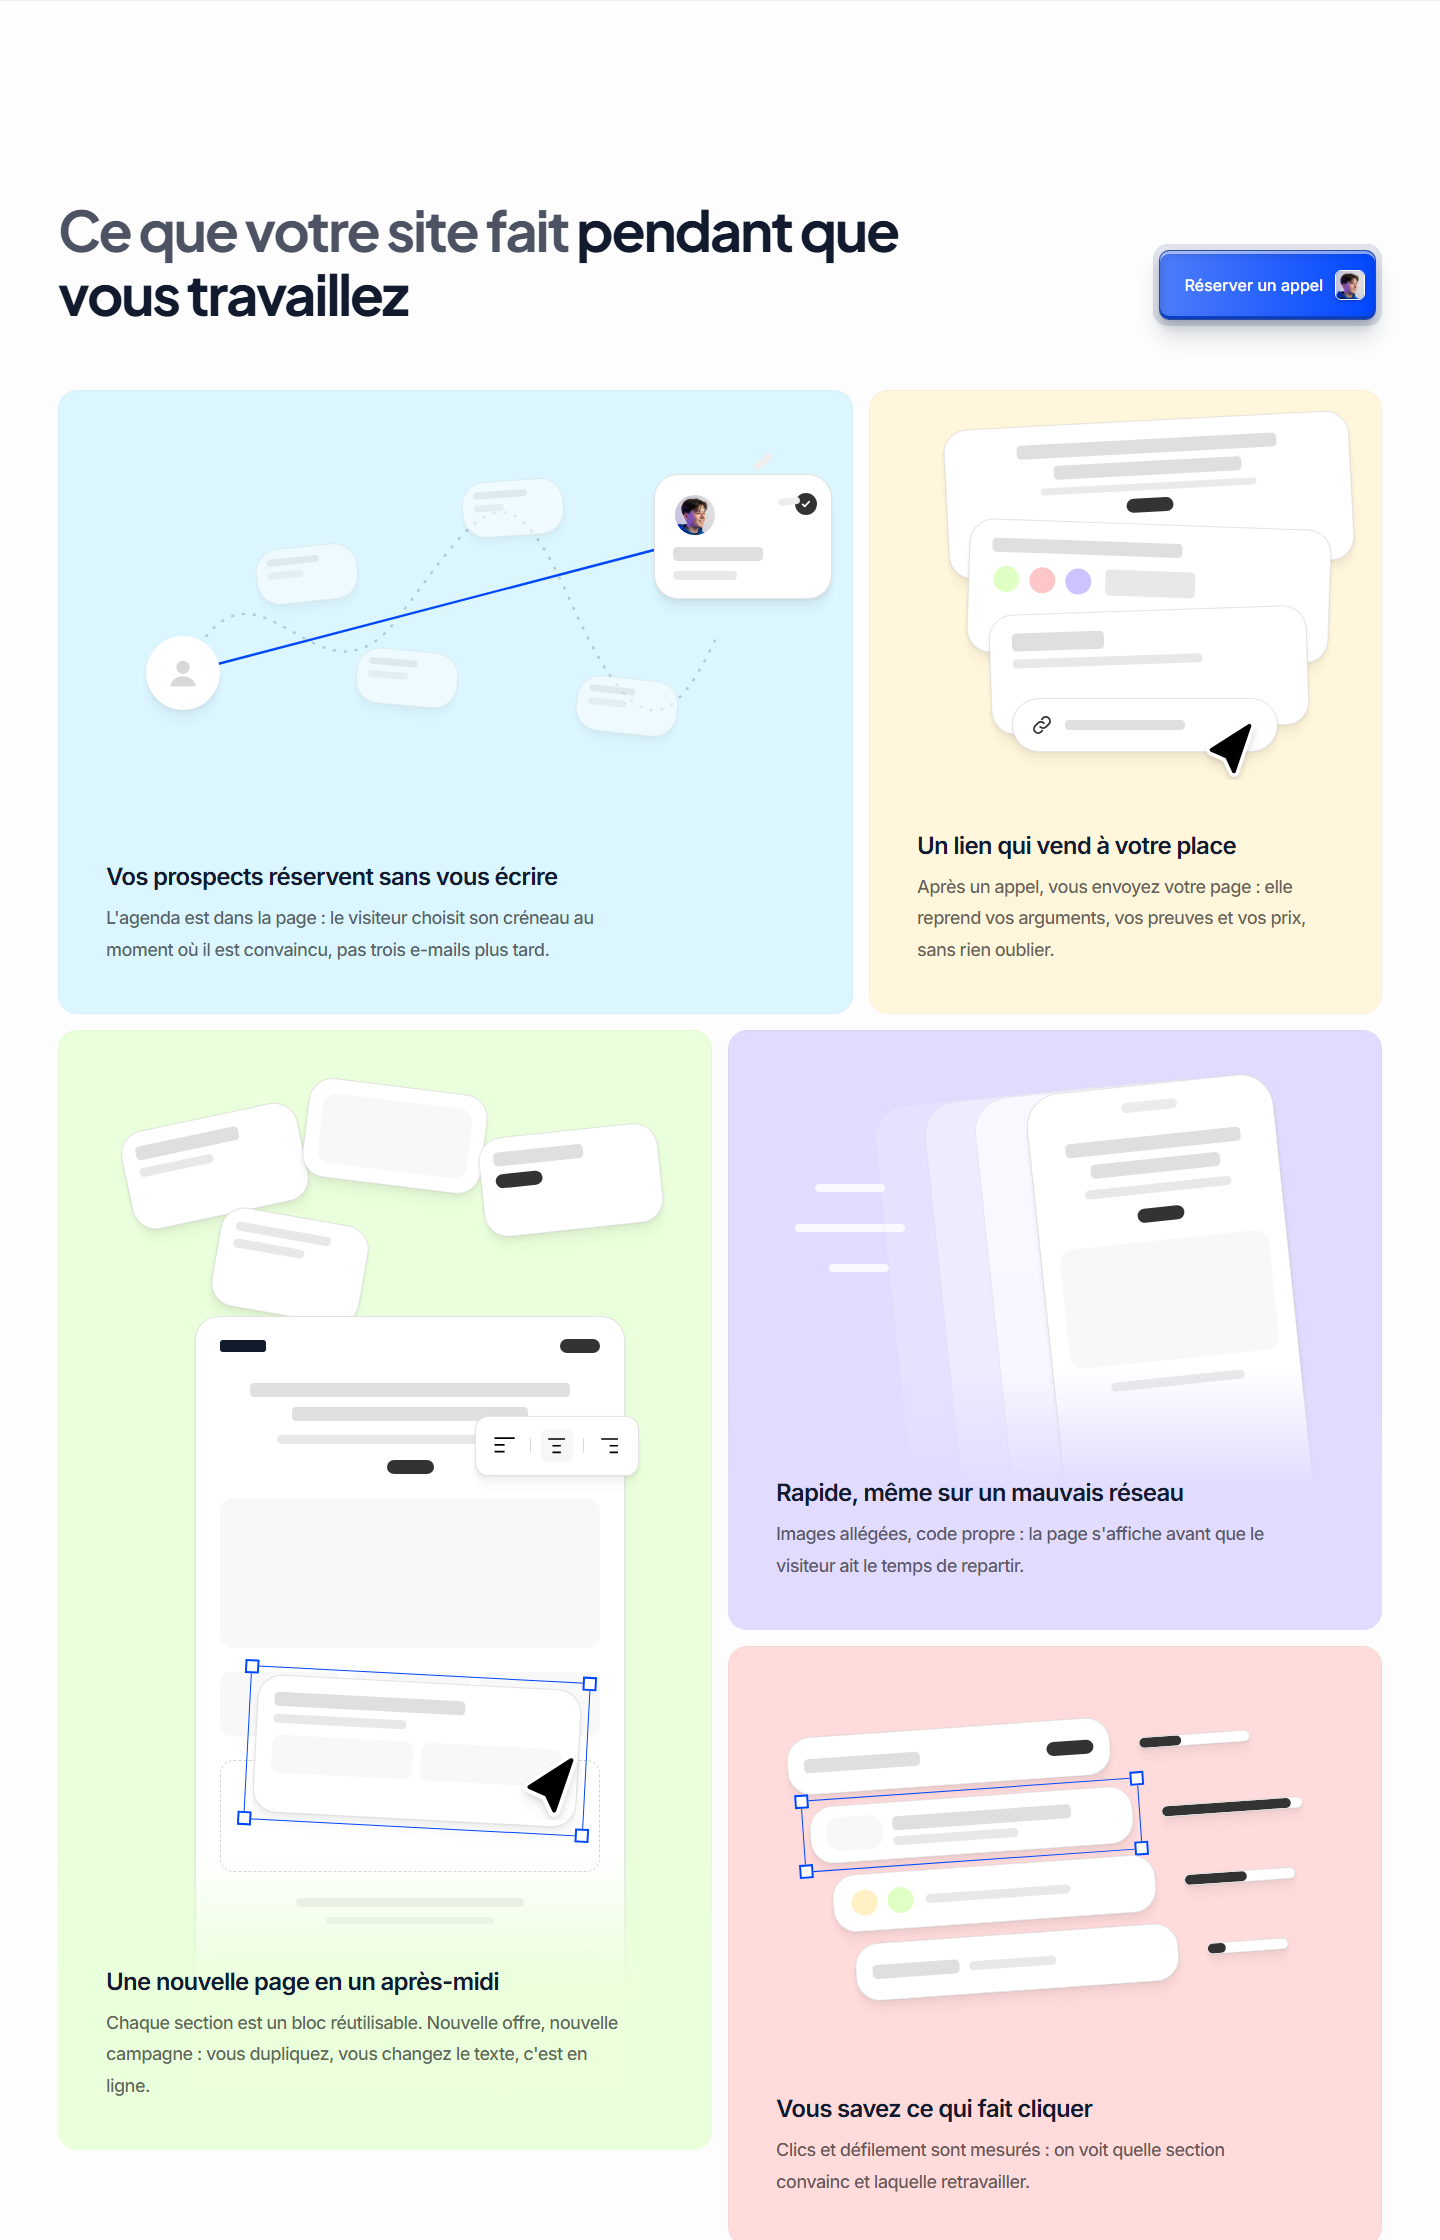 Ce que votre site fait pendant que
vous travaillez
Réserver un appel
Vos prospects réservent sans vous écrire
L'agenda est dans la page : le visiteur choisit son créneau au
moment où il est convaincu, pas trois e-mails plus tard.
Un lien qui vend à votre place
Après un appel, vous envoyez votre page : elle
reprend vos arguments, vos preuves et vos prix,
sans rien oublier.
Une nouvelle page en un après-midi
Chaque section est un bloc réutilisable. Nouvelle offre, nouvelle
campagne : vous dupliquez, vous changez le texte, c'est en
ligne.
Rapide, même sur un mauvais réseau
Images allégées, code propre : la page s'affiche avant que le
visiteur ait le temps de repartir.
Vous savez ce qui fait cliquer
Clics et défilement sont mesurés : on voit quelle section
convainc et laquelle retravailler.